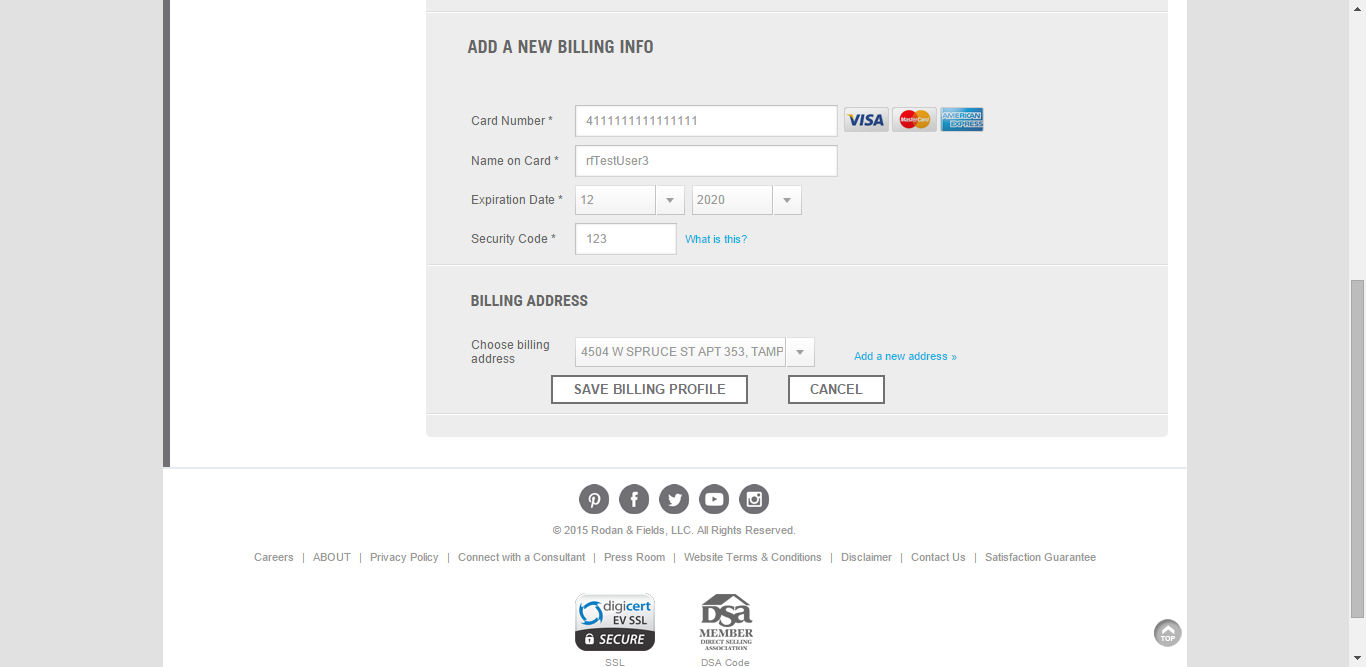 ADD A NEW BILLING INFO
Card Number *
4111111111111111
VISA
MasterCard
AMERICAN EXPRESS
Name on Card *
rfTestUser3
Expiration Date *
12
2020
Security Code *
123
What is this?
BILLING ADDRESS
Choose billing
address
4504 W SPRUCE ST APT 353, TAMP
Add a new address »
SAVE BILLING PROFILE
CANCEL
© 2015 Rodan & Fields, LLC. All Rights Reserved.
Careers | ABOUT | Privacy Policy | Connect with a Consultant | Press Room | Website Terms & Conditions | Disclaimer | Contact Us | Satisfaction Guarantee
digicert
EV SSL
SECURE
SSL
DSA
MEMBER
DIRECT SELLING
ASSOCIATION
DSA Code
TOP